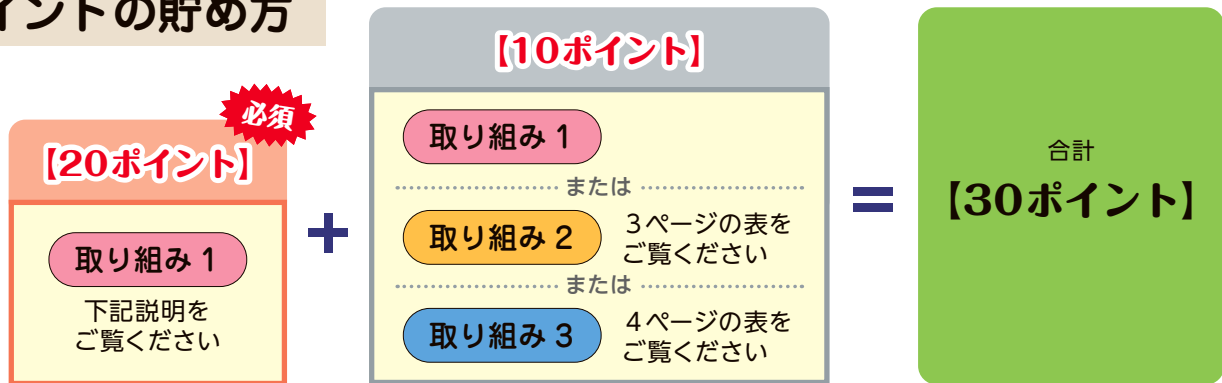 イントの貯め方
必須
【20ポイント】
取り組み 1
下記説明を
ご覧ください
+
【10ポイント】
取り組み 1
または
取り組み 2
3ページの表を
ご覧ください
または
取り組み 3
4ページの表を
ご覧ください
=
合計
【30ポイント】